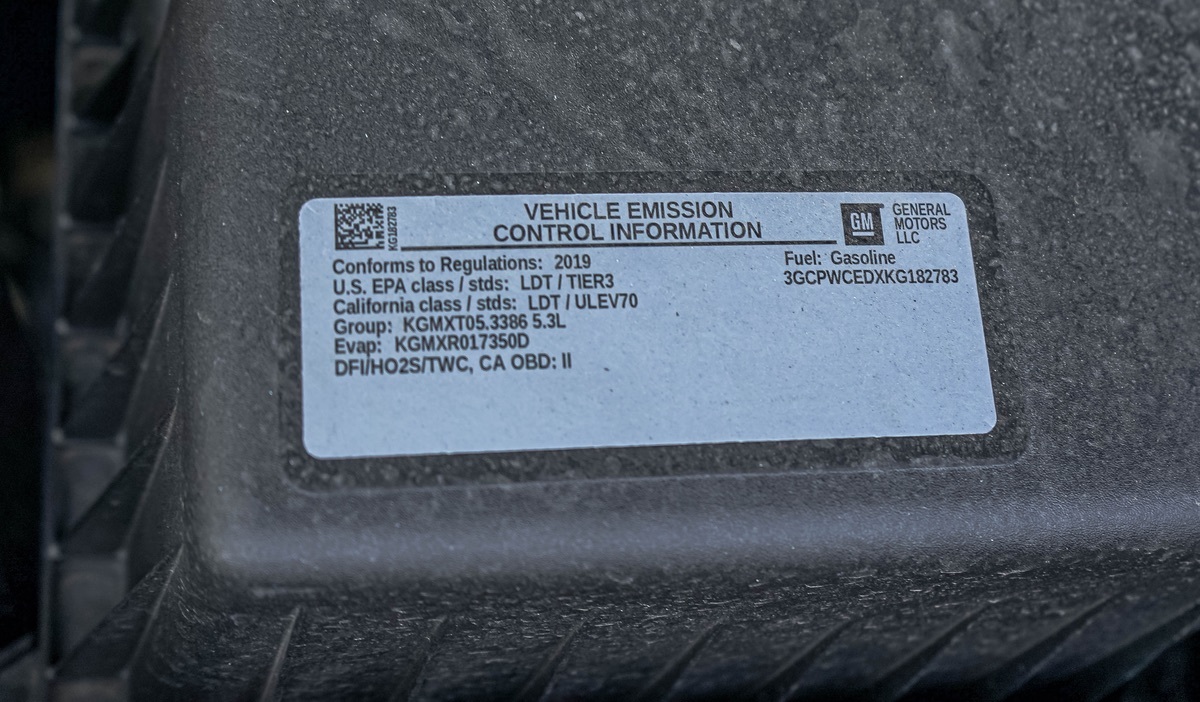 KG182783
VEHICLE EMISSION
CONTROL INFORMATION
GM
GENERAL
MOTORS
LLC
Conforms to Regulations: 2019
U.S. EPA class / stds: LDT / TIER3
California class / stds: LDT / ULEV70
Group: KGMXT05.3386 5.3L
Evap: KGMXR017350D
DFI/HO2S/TWC, CA OBD: II
Fuel: Gasoline
3GCPWCEDXKG182783